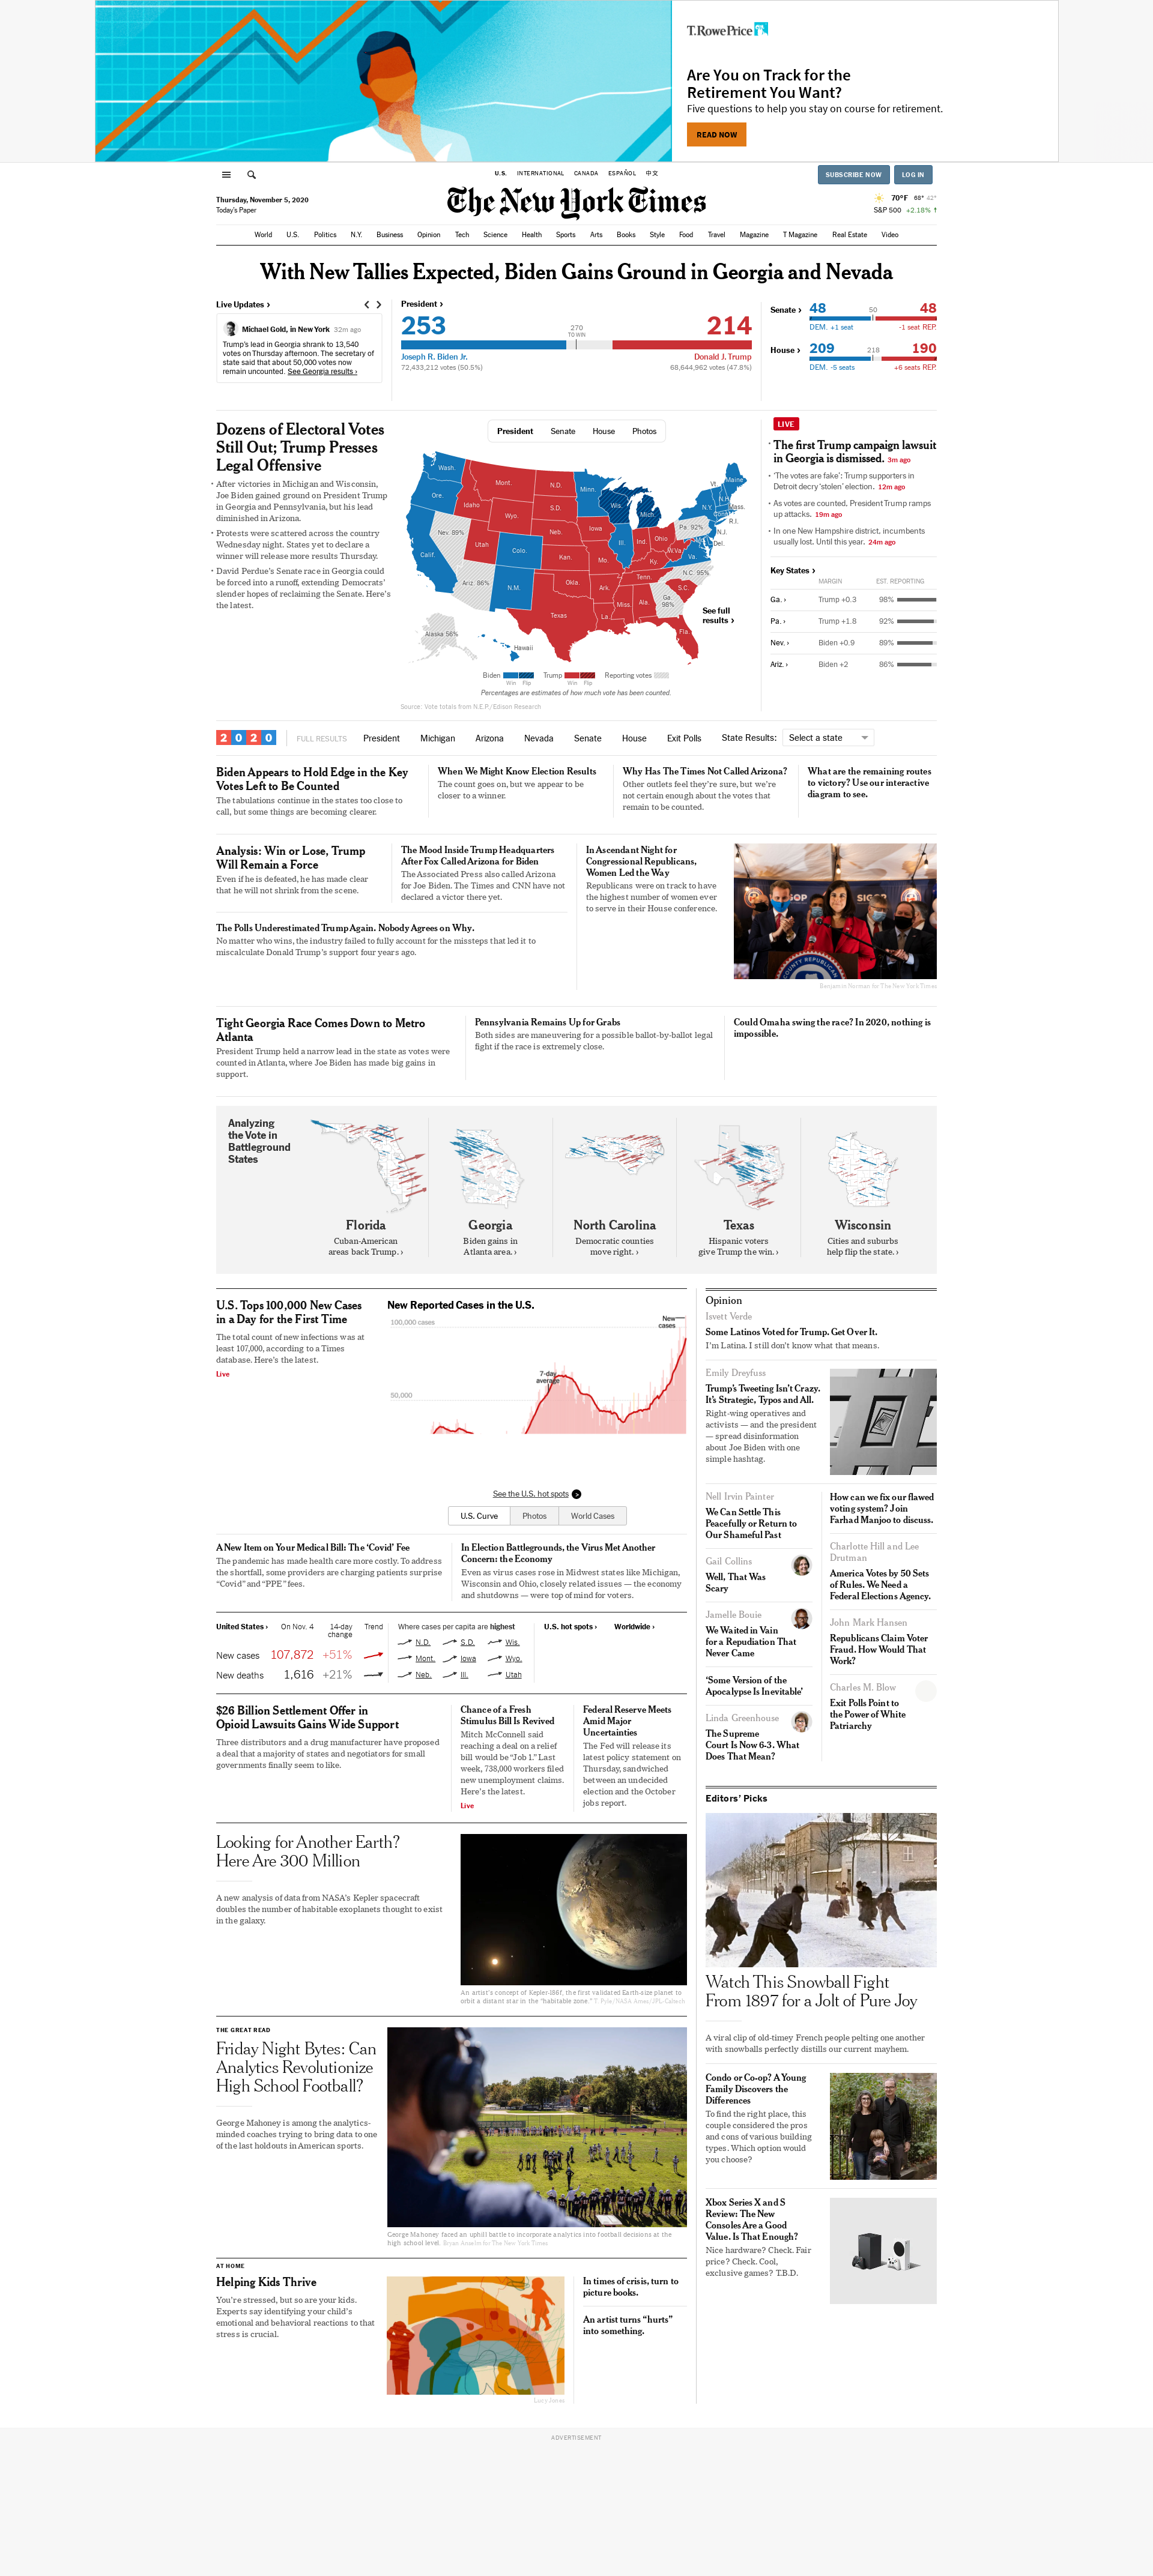 T.RowePrice
Are You on Track for the
Retirement You Want?
Five questions to help you stay on course for retirement.
READ NOW
U.S. INTERNATIONAL CANADA ESPAÑOL 中文
SUBSCRIBE NOW LOG IN
Thursday, November 5, 2020
Today's Paper
The New York Times
70°F 68° 42°
S&P 500 +2.18% ↑
World U.S. Politics N.Y. Business Opinion Tech Science Health Sports Arts Books Style Food Travel Magazine T Magazine Real Estate Video
With New Tallies Expected, Biden Gains Ground in Georgia and Nevada
Live Updates ›
Michael Gold, in New York 32m ago
Trump's lead in Georgia shrank to 13,540
votes on Thursday afternoon. The secretary of
state said that about 50,000 votes now
remain uncounted. See Georgia results ›
President ›
253 270 214
TO WIN
Joseph R. Biden Jr. Donald J. Trump
72,433,212 votes (50.5%) 68,644,962 votes (47.8%)
Senate › 48 50 48
DEM. +1 seat -1 seat REP.
House › 209 218 190
DEM. -5 seats +6 seats REP.
Dozens of Electoral Votes
Still Out; Trump Presses
Legal Offensive
• After victories in Michigan and Wisconsin,
Joe Biden gained ground on President Trump
in Georgia and Pennsylvania, but his lead
diminished in Arizona.
• Protests were scattered across the country
Wednesday night. States yet to declare a
winner will release more results Thursday.
• David Perdue's Senate race in Georgia could
be forced into a runoff, extending Democrats'
slender hopes of reclaiming the Senate. Here's
the latest.
President Senate House Photos
Wash.
Mont.
N.D.
Minn.
Vt.
Maine
Ore.
Idaho
S.D.
Wis.
Mich.
N.Y.
N.H.
Mass.
Conn.
R.I.
Wyo.
Nev. 89%
Neb.
Iowa
Pa. 92%
N.J.
Del.
Utah
Colo.
Ill.
Ind.
Ohio
Calif.
Kan.
Mo.
W.Va.
Va.
Ky.
N.C. 95%
Ariz. 86%
N.M.
Okla.
Ark.
Tenn.
S.C.
Miss.
Ala.
Ga.
98%
Texas
La.
Fla.
Alaska 56%
Hawaii
See full
results ›
Biden Trump Reporting votes
Win Flip Win Flip
Percentages are estimates of how much vote has been counted.
Source: Vote totals from N.E.P./Edison Research
LIVE
• The first Trump campaign lawsuit
in Georgia is dismissed. 3m ago
• 'The votes are fake': Trump supporters in
Detroit decry 'stolen' election. 12m ago
• As votes are counted, President Trump ramps
up attacks. 19m ago
• In one New Hampshire district, incumbents
usually lost. Until this year. 24m ago
Key States ›
MARGIN EST. REPORTING
Ga. › Trump +0.3 98%
Pa. › Trump +1.8 92%
Nev. › Biden +0.9 89%
Ariz. › Biden +2 86%
2020 FULL RESULTS President Michigan Arizona Nevada Senate House Exit Polls State Results: Select a state
Biden Appears to Hold Edge in the Key
Votes Left to Be Counted
The tabulations continue in the states too close to
call, but some things are becoming clearer.
When We Might Know Election Results
The count goes on, but we appear to be
closer to a winner.
Why Has The Times Not Called Arizona?
Other outlets feel they're sure, but we're
not certain enough about the votes that
remain to be counted.
What are the remaining routes
to victory? Use our interactive
diagram to see.
Analysis: Win or Lose, Trump
Will Remain a Force
Even if he is defeated, he has made clear
that he will not shrink from the scene.
The Mood Inside Trump Headquarters
After Fox Called Arizona for Biden
The Associated Press also called Arizona
for Joe Biden. The Times and CNN have not
declared a victor there yet.
The Polls Underestimated Trump Again. Nobody Agrees on Why.
No matter who wins, the industry failed to fully account for the missteps that led it to
miscalculate Donald Trump's support four years ago.
In Ascendant Night for
Congressional Republicans,
Women Led the Way
Republicans were on track to have
the highest number of women ever
to serve in their House conference.
Benjamin Norman for The New York Times
Tight Georgia Race Comes Down to Metro
Atlanta
President Trump held a narrow lead in the state as votes were
counted in Atlanta, where Joe Biden has made big gains in
support.
Pennsylvania Remains Up for Grabs
Both sides are maneuvering for a possible ballot-by-ballot legal
fight if the race is extremely close.
Could Omaha swing the race? In 2020, nothing is
impossible.
Analyzing
the Vote in
Battleground
States
Florida
Cuban-American
areas back Trump. ›
Georgia
Biden gains in
Atlanta area. ›
North Carolina
Democratic counties
move right. ›
Texas
Hispanic voters
give Trump the win. ›
Wisconsin
Cities and suburbs
help flip the state. ›
U.S. Tops 100,000 New Cases
in a Day for the First Time
The total count of new infections was at
least 107,000, according to a Times
database. Here's the latest.
Live
New Reported Cases in the U.S.
100,000 cases
New
cases
7-day
average
50,000
See the U.S. hot spots >
U.S. Curve Photos World Cases
A New Item on Your Medical Bill: The 'Covid' Fee
The pandemic has made health care more costly. To address
the shortfall, some providers are charging patients surprise
"Covid" and "PPE" fees.
In Election Battlegrounds, the Virus Met Another
Concern: the Economy
Even as virus cases rose in Midwest states like Michigan,
Wisconsin and Ohio, closely related issues — the economy
and shutdowns — were top of mind for voters.
United States › On Nov. 4 14-day Trend
change
New cases 107,872 +51%
New deaths 1,616 +21%
Where cases per capita are highest
N.D. S.D. Wis.
Mont. Iowa Wyo.
Neb. Ill. Utah
U.S. hot spots › Worldwide ›
$26 Billion Settlement Offer in
Opioid Lawsuits Gains Wide Support
Three distributors and a drug manufacturer have proposed
a deal that a majority of states and negotiators for small
governments finally seem to like.
Chance of a Fresh
Stimulus Bill Is Revived
Mitch McConnell said
reaching a deal on a relief
bill would be "Job 1." Last
week, 738,000 workers filed
new unemployment claims.
Here's the latest.
Live
Federal Reserve Meets
Amid Major
Uncertainties
The Fed will release its
latest policy statement on
Thursday, sandwiched
between an undecided
election and the October
jobs report.
Looking for Another Earth?
Here Are 300 Million
A new analysis of data from NASA's Kepler spacecraft
doubles the number of habitable exoplanets thought to exist
in the galaxy.
An artist's concept of Kepler-186f, the first validated Earth-size planet to
orbit a distant star in the "habitable zone." T. Pyle/NASA Ames/JPL-Caltech
THE GREAT READ
Friday Night Bytes: Can
Analytics Revolutionize
High School Football?
George Mahoney is among the analytics-
minded coaches trying to bring data to one
of the last holdouts in American sports.
George Mahoney faced an uphill battle to incorporate analytics into football decisions at the
high school level. Bryan Anselm for The New York Times
AT HOME
Helping Kids Thrive
You're stressed, but so are your kids.
Experts say identifying your child's
emotional and behavioral reactions to that
stress is crucial.
Lucy Jones
In times of crisis, turn to
picture books.
An artist turns "hurts"
into something.
Opinion
Isvett Verde
Some Latinos Voted for Trump. Get Over It.
I'm Latina. I still don't know what that means.
Emily Dreyfuss
Trump's Tweeting Isn't Crazy.
It's Strategic, Typos and All.
Right-wing operatives and
activists — and the president
— spread disinformation
about Joe Biden with one
simple hashtag.
Nell Irvin Painter
We Can Settle This
Peacefully or Return to
Our Shameful Past
Gail Collins
Well, That Was
Scary
Jamelle Bouie
We Waited in Vain
for a Repudiation That
Never Came
'Some Version of the
Apocalypse Is Inevitable'
Linda Greenhouse
The Supreme
Court Is Now 6-3. What
Does That Mean?
How can we fix our flawed
voting system? Join
Farhad Manjoo to discuss.
Charlotte Hill and Lee
Drutman
America Votes by 50 Sets
of Rules. We Need a
Federal Elections Agency.
John Mark Hansen
Republicans Claim Voter
Fraud. How Would That
Work?
Charles M. Blow
Exit Polls Point to
the Power of White
Patriarchy
Editors' Picks
Watch This Snowball Fight
From 1897 for a Jolt of Pure Joy
A viral clip of old-timey French people pelting one another
with snowballs perfectly distills our current mayhem.
Condo or Co-op? A Young
Family Discovers the
Differences
To find the right place, this
couple considered the pros
and cons of various building
types. Which option would
you choose?
Xbox Series X and S
Review: The New
Consoles Are a Good
Value. Is That Enough?
Nice hardware? Check. Fair
price? Check. Cool,
exclusive games? T.B.D.
ADVERTISEMENT